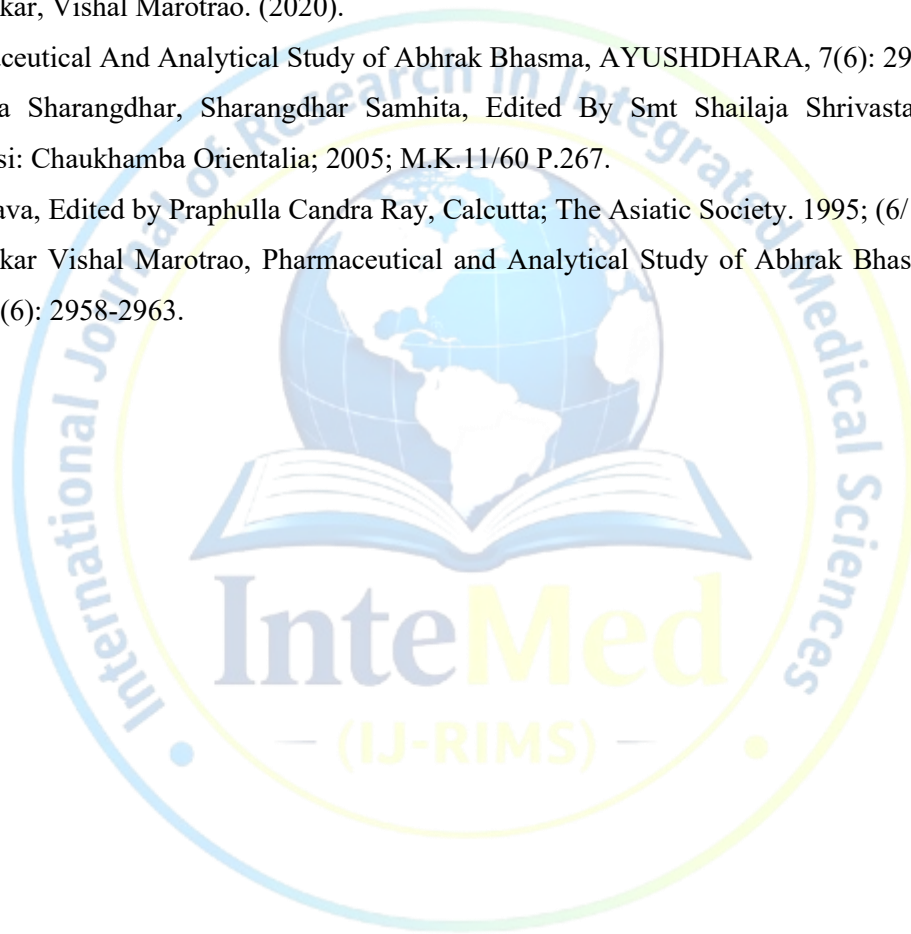 kar, Vishal Marotrao. (2020).
ceutical And Analytical Study of Abhrak Bhasma, AYUSHDHARA, 7(6): 29
a Sharangdhar, Sharangdhar Samhita, Edited By Smt Shailaja Shrivasta
si: Chaukhamba Orientalia; 2005; M.K.11/60 P.267.
ava, Edited by Praphulla Candra Ray, Calcutta; The Asiatic Society. 1995; (6/
kar Vishal Marotrao, Pharmaceutical and Analytical Study of Abhrak Bhas
(6): 2958-2963.
International Journal of Research in Integrated Medical Sciences
InteMed
(IJ-RIMS)